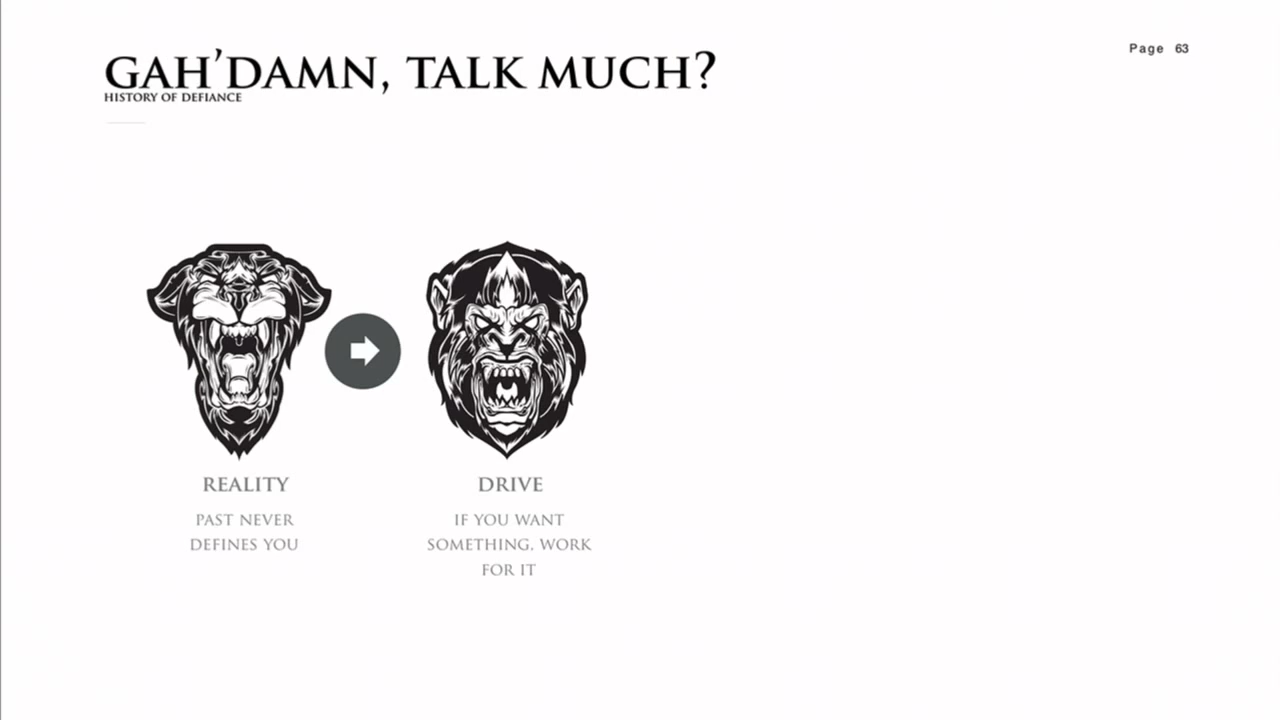 GAH'DAMN, TALK MUCH?
HISTORY OF DEFIANCE
Page 63
REALITY
PAST NEVER
DEFINES YOU
DRIVE
IF YOU WANT
SOMETHING, WORK
FOR IT